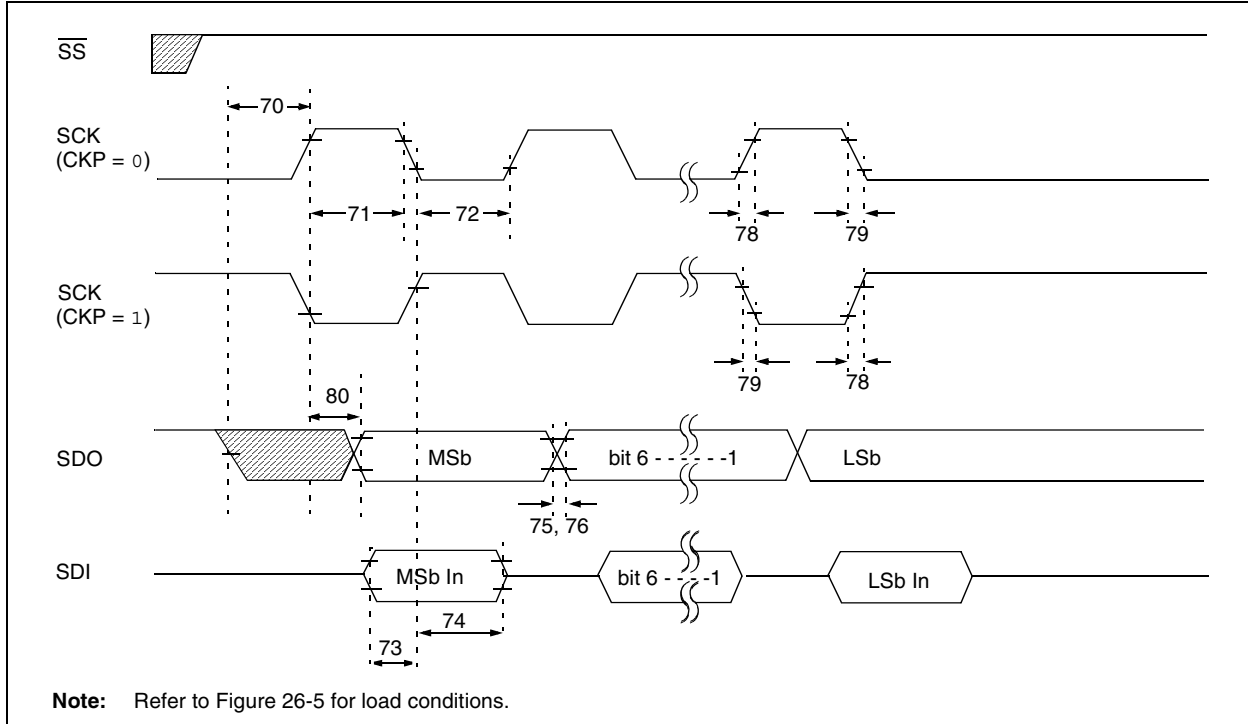 SS
70
SCK
(CKP = 0)
71
72
78
79
SCK
(CKP = 1)
79
78
80
SDO
MSb
bit 6 - - - - - -1
LSb
75, 76
SDI
MSb In
bit 6 - - - - -1
LSb In
74
73
Note: Refer to Figure 26-5 for load conditions.